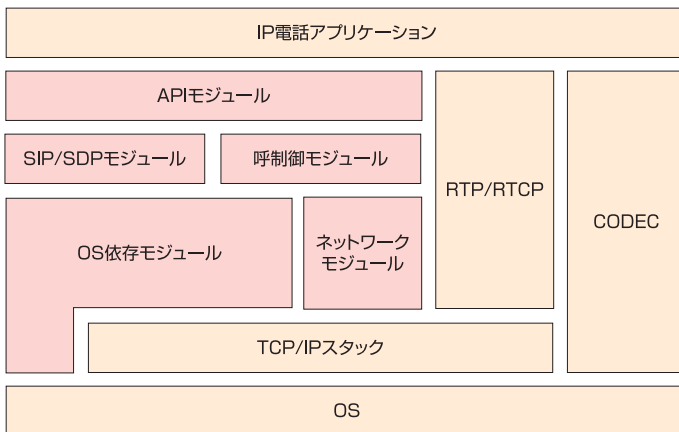 IP電話アプリケーション
APIモジュール
SIP/SDPモジュール
呼制御モジュール
RTP/RTCP
CODEC
OS依存モジュール
ネットワーク
モジュール
TCP/IPスタック
OS